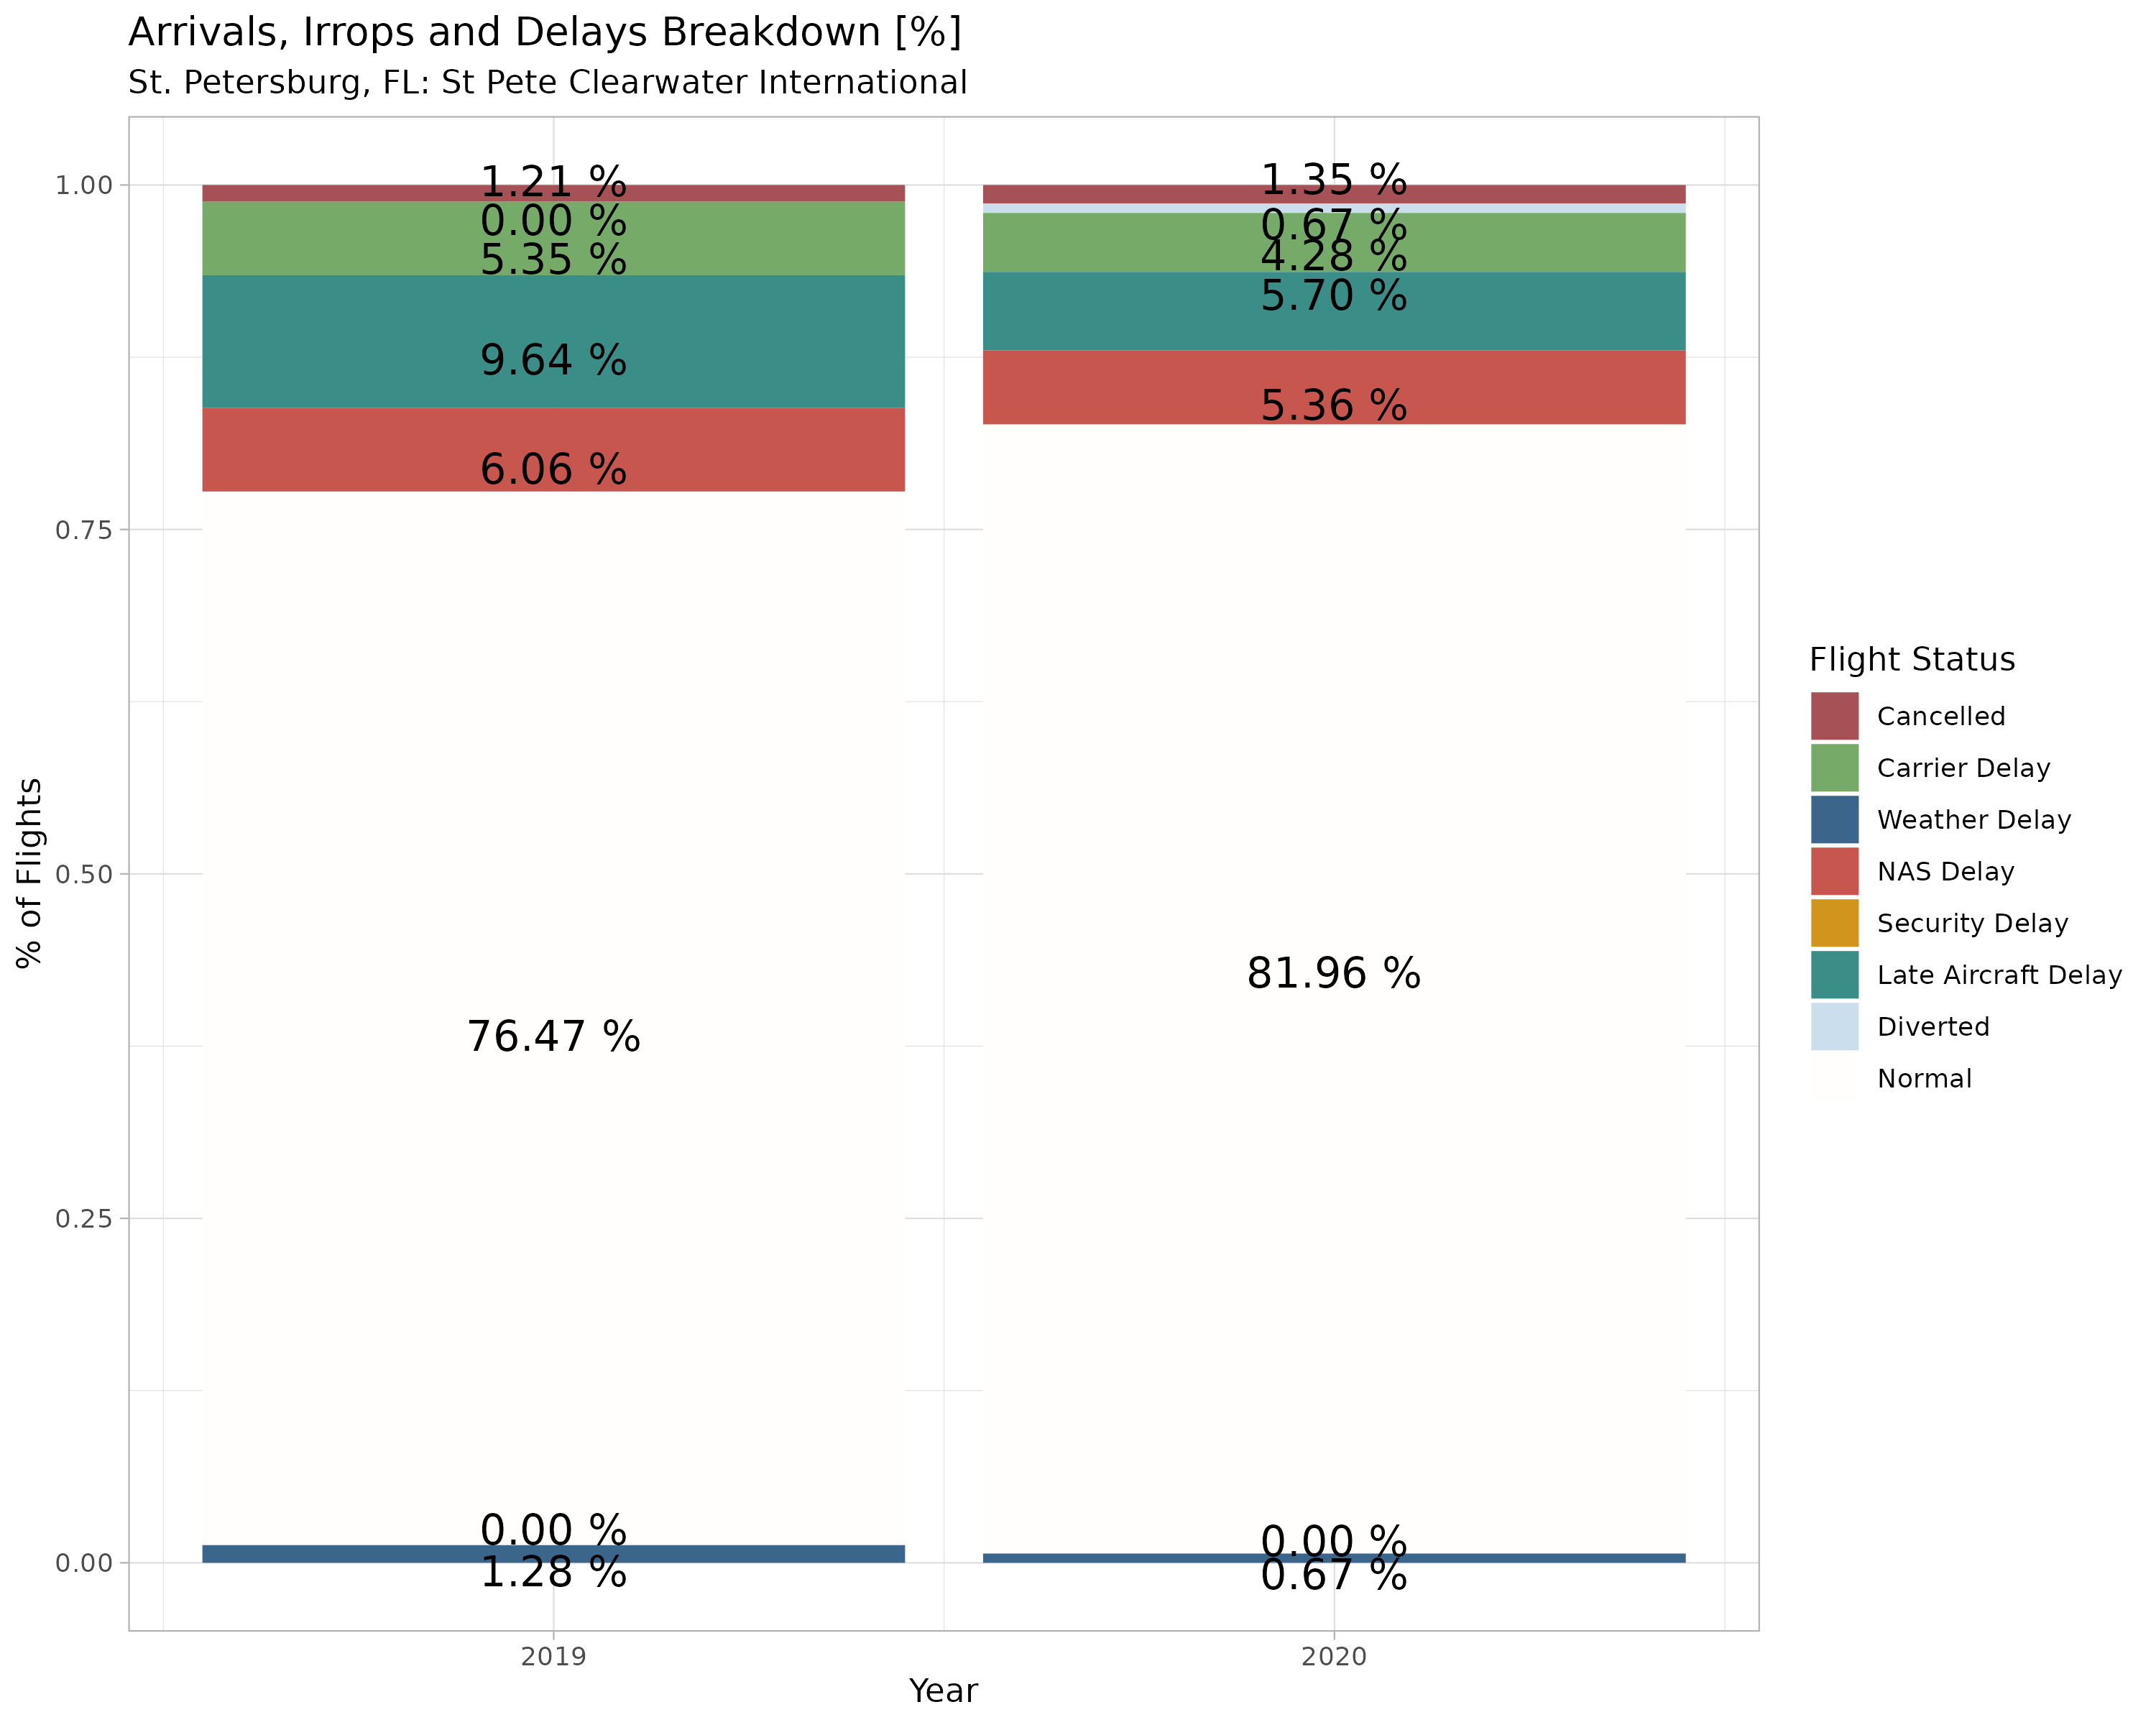 Arrivals, Irrops and Delays Breakdown [%]
St. Petersburg, FL: St Pete Clearwater International
% of Flights
1.00
0.75
0.50
0.25
0.00
1.21 %
0.00 %
5.35 %
9.64 %
6.06 %
76.47 %
0.00 %
1.28 %
1.35 %
0.67 %
4.28 %
5.70 %
5.36 %
81.96 %
0.00 %
0.67 %
2019
2020
Year
Flight Status
Cancelled
Carrier Delay
Weather Delay
NAS Delay
Security Delay
Late Aircraft Delay
Diverted
Normal